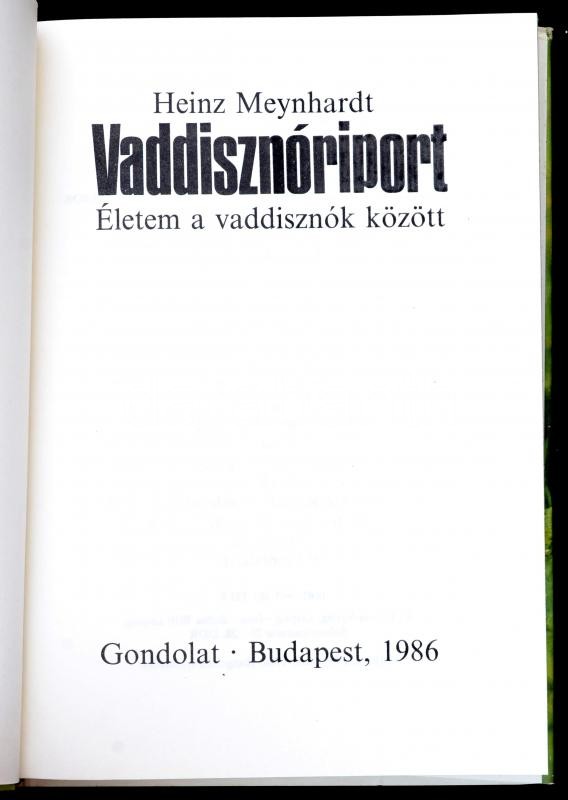 Heinz Meynhardt
Vaddisznóriport
Életem a vaddisznók között
Gondolat · Budapest, 1986